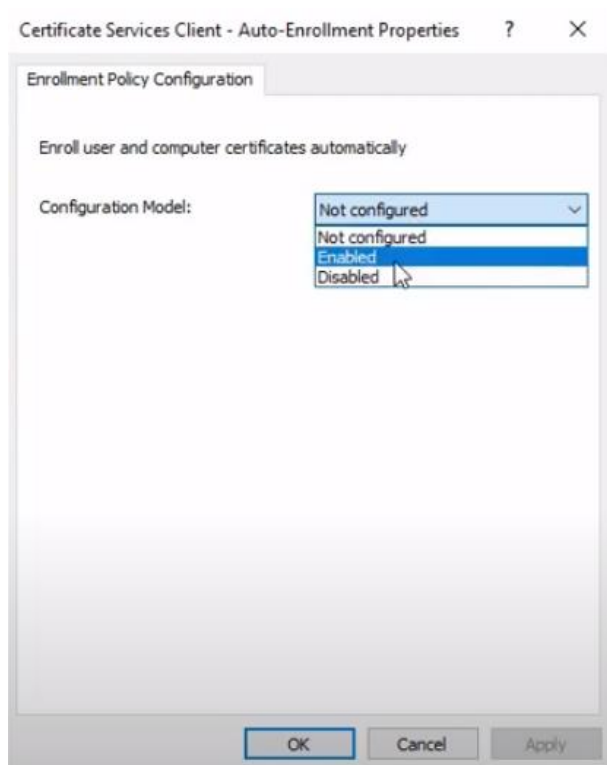 Certificate Services Client - Auto-Enrollment Properties ? ×
Enrollment Policy Configuration
Enroll user and computer certificates automatically
Configuration Model: Not configured
Not configured
Enabled
Disabled
OK Cancel Apply